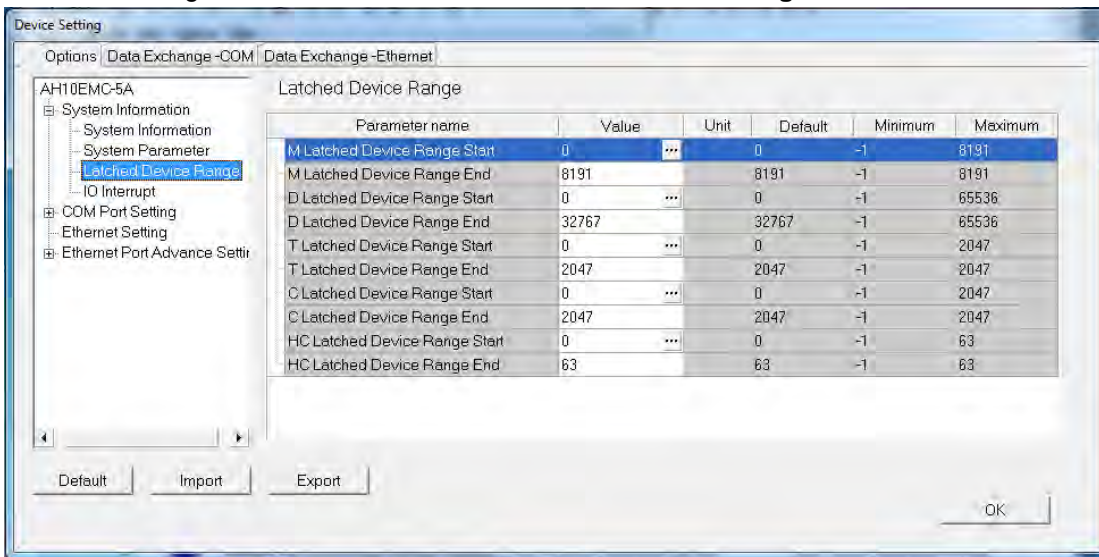 Device Setting
Options Data Exchange -COM Data Exchange -Ethernet
AH10EMC-5A
System Information
System Information
System Parameter
Latched Device Range
IO Interrupt
COM Port Setting
Ethernet Setting
Ethernet Port Advance Settir
Latched Device Range
Parameter name Value Unit Default Minimum Maximum
M Latched Device Range Start 0 ... 0 -1 8191
M Latched Device Range End 8191 8191 -1 8191
D Latched Device Range Start 0 ... 0 -1 65536
D Latched Device Range End 32767 32767 -1 65536
T Latched Device Range Start 0 ... 0 -1 2047
T Latched Device Range End 2047 2047 -1 2047
C Latched Device Range Start 0 ... 0 -1 2047
C Latched Device Range End 2047 2047 -1 2047
HC Latched Device Range Start 0 ... 0 -1 63
HC Latched Device Range End 63 63 -1 63
Default Import Export
OK